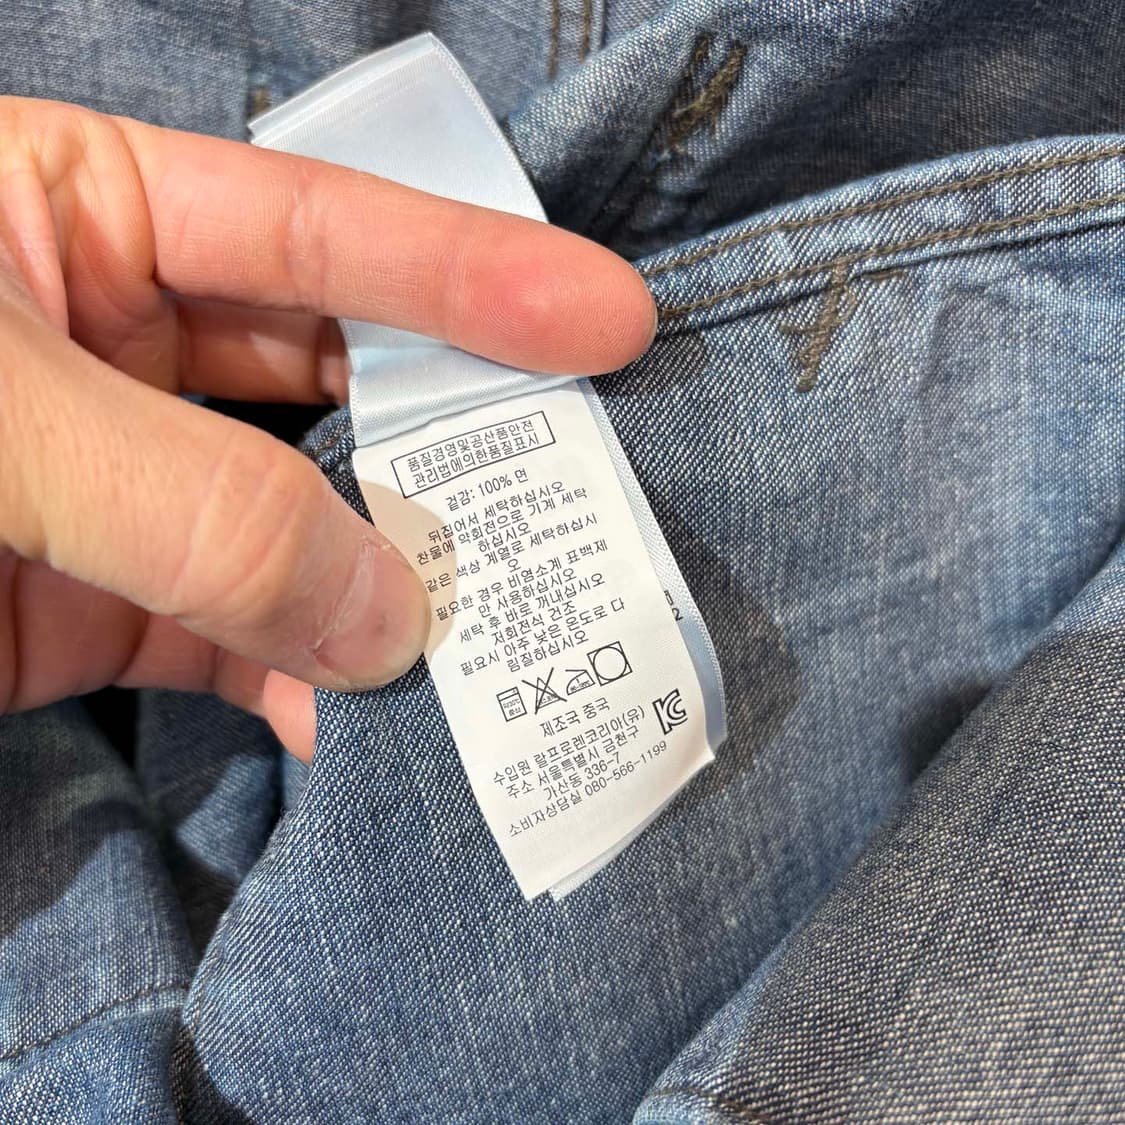 품질경영및공산품안전
관리법에의한품질표시
겉감: 100% 면
뒤집어서 세탁하십시오
찬물에 약회전으로 기계 세탁
하십시오
같은 색상 계열로 세탁하십시
오
필요한 경우 비염소계 표백제
만 사용하십시오
세탁 후 바로 꺼내십시오
저회전식 건조
필요시 아주 낮은 온도로 다
림질하십시오
제조국 중국
수입원 랄프로렌코리아(유)
주소 서울특별시 금천구
가산동 336-7
소비자상담실 080-566-1199